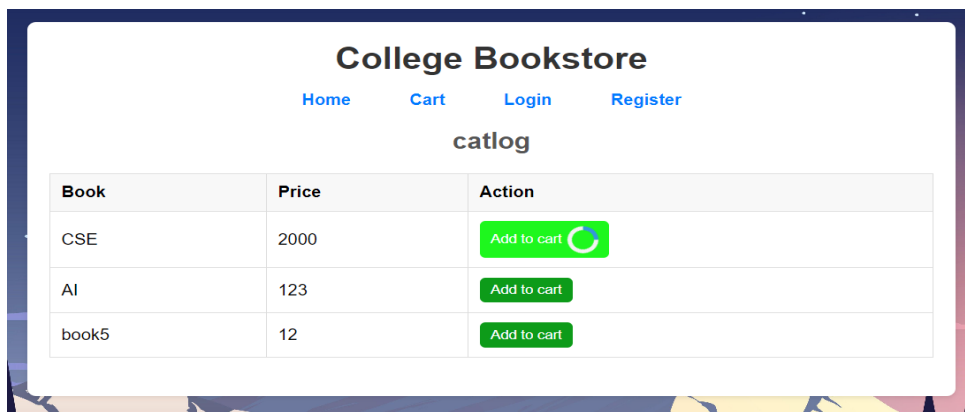 College Bookstore
Home Cart Login Register
catlog
Book Price Action
CSE 2000 Add to cart
AI 123 Add to cart
book5 12 Add to cart